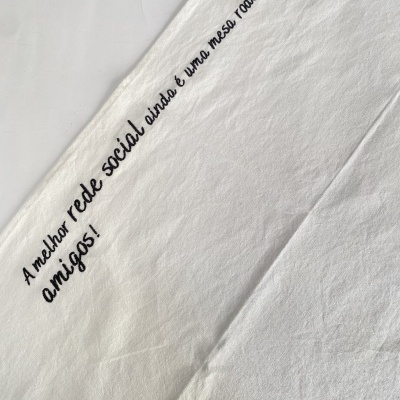 A melhor rede social ainda é uma mesa
amigos!